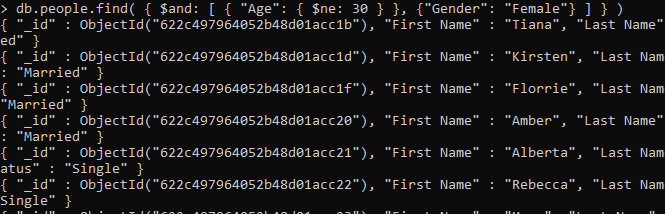 > db.people.find( { $and: [ { "Age": { $ne: 30 } }, {"Gender": "Female"} ] } )
{ "_id" : ObjectId("622c497964052b48d01acc1b"), "First Name" : "Tiana", "Last Name"
ed" }
{ "_id" : ObjectId("622c497964052b48d01acc1d"), "First Name" : "Kirsten", "Last Nam
: "Married" }
{ "_id" : ObjectId("622c497964052b48d01acc1f"), "First Name" : "Florrie", "Last Nam
"Married" }
{ "_id" : ObjectId("622c497964052b48d01acc20"), "First Name" : "Amber", "Last Name"
: "Married" }
{ "_id" : ObjectId("622c497964052b48d01acc21"), "First Name" : "Alberta", "Last Nam
atus" : "Single" }
{ "_id" : ObjectId("622c497964052b48d01acc22"), "First Name" : "Rebecca", "Last Nam
Single" }